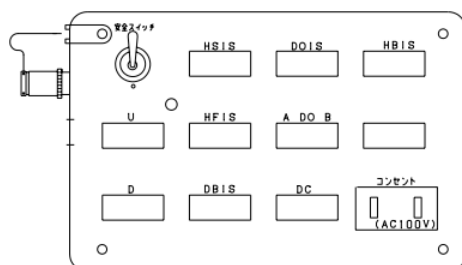 安全スイッチ
HSIS
DOIS
HBIS
U
HFIS
A DO B
D
DBIS
DC
コンセント
(AC100V)